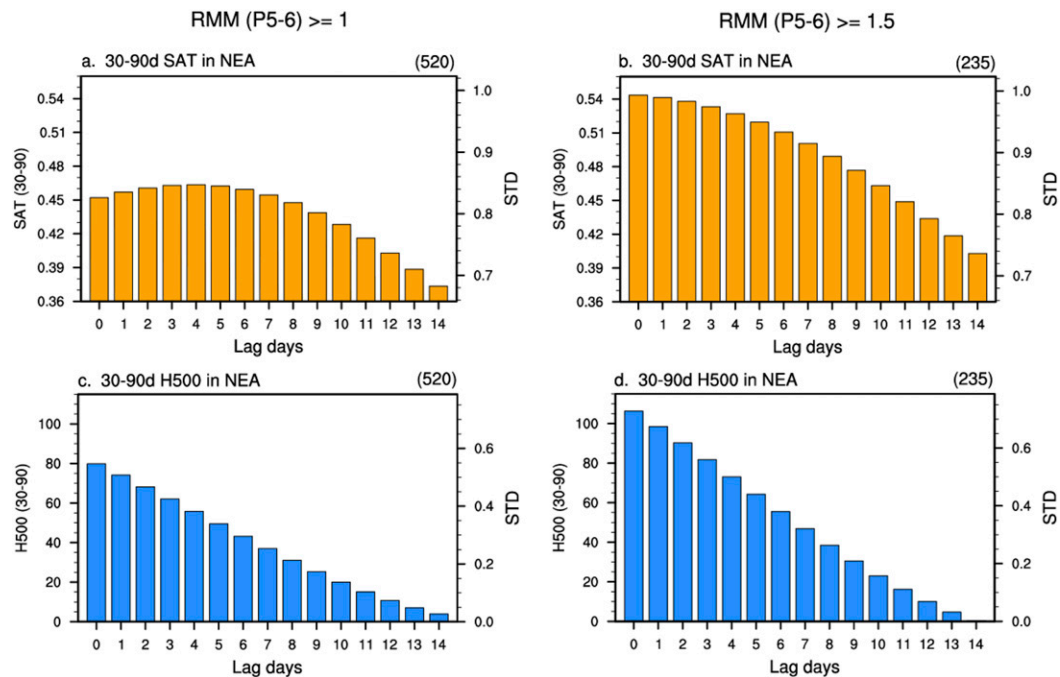 RMM (P5-6) >= 1
RMM (P5-6) >= 1.5
a. 30-90d SAT in NEA (520)
SAT (30-90)
0.54
0.51
0.48
0.45
0.42
0.39
0.36
1.0
0.9
0.8
0.7
STD
0 1 2 3 4 5 6 7 8 9 10 11 12 13 14
Lag days
b. 30-90d SAT in NEA (235)
SAT (30-90)
0.54
0.51
0.48
0.45
0.42
0.39
0.36
1.0
0.9
0.8
0.7
STD
0 1 2 3 4 5 6 7 8 9 10 11 12 13 14
Lag days
c. 30-90d H500 in NEA (520)
H500 (30-90)
100
80
60
40
20
0
0.6
0.4
0.2
0.0
STD
0 1 2 3 4 5 6 7 8 9 10 11 12 13 14
Lag days
d. 30-90d H500 in NEA (235)
H500 (30-90)
100
80
60
40
20
0
0.6
0.4
0.2
0.0
STD
0 1 2 3 4 5 6 7 8 9 10 11 12 13 14
Lag days